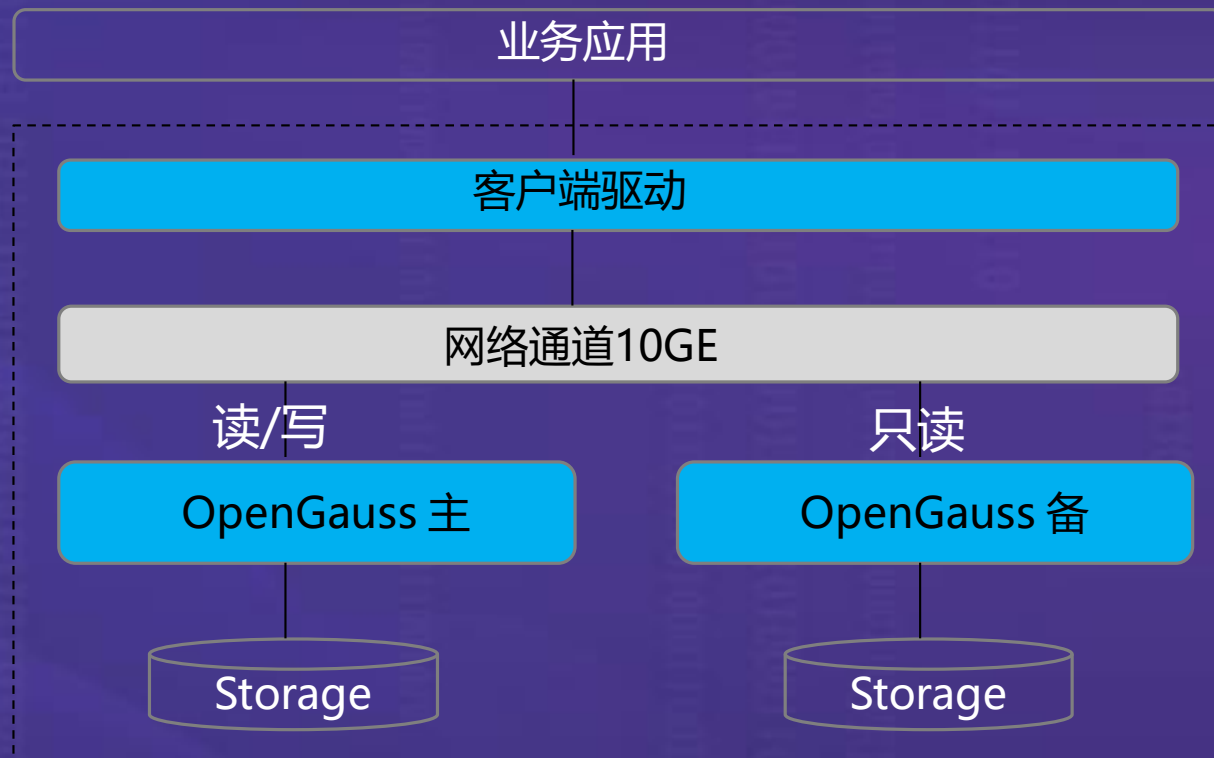 业务应用
客户端驱动
网络通道10GE
读/写
只读
OpenGauss 主
OpenGauss 备
Storage
Storage